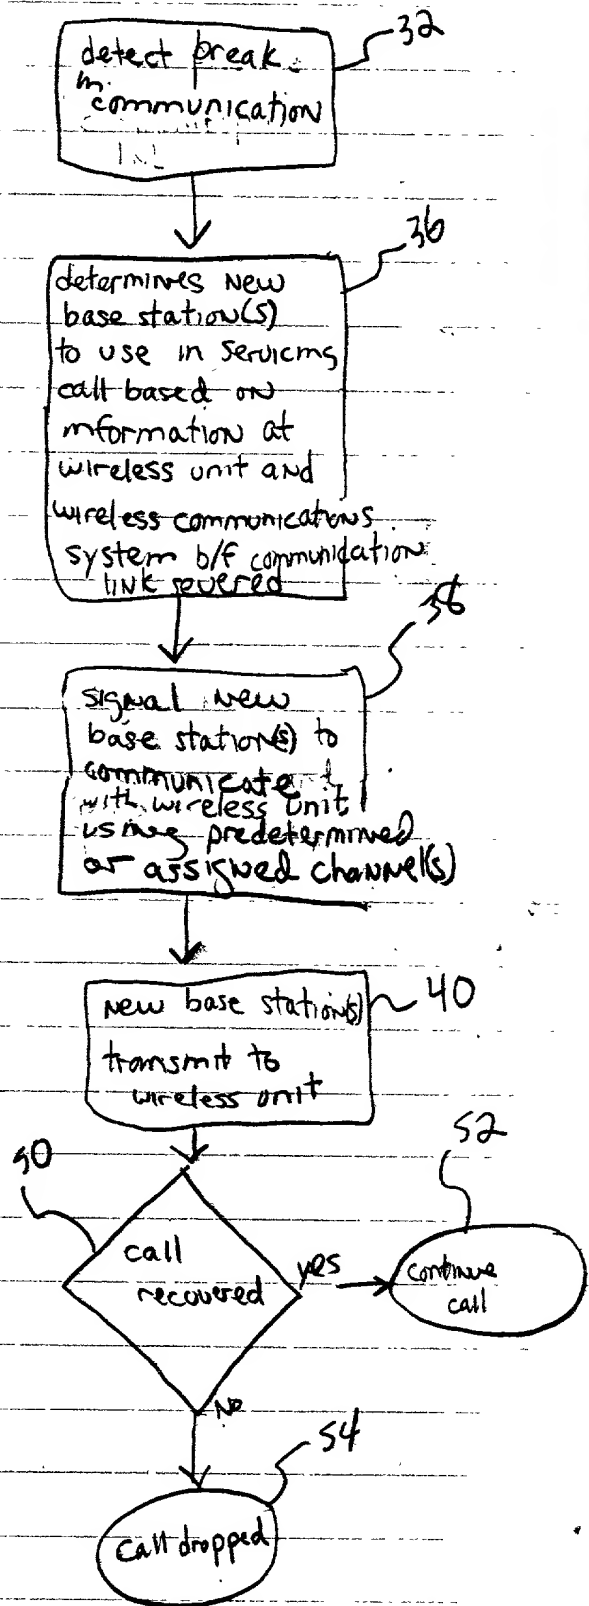 32
detect break
in
communication
36
determines New
base station(s)
to use in servicing
call based on
information at
wireless unit and
wireless communications
system b/f communication
link severed
38
signal new
base station(s) to
communicate
with wireless unit
using predetermined
or assigned channel(s)
40
New base station(s)
transmit to
wireless unit
50
52
call
recovered
yes
continue
call
No
54
call dropped